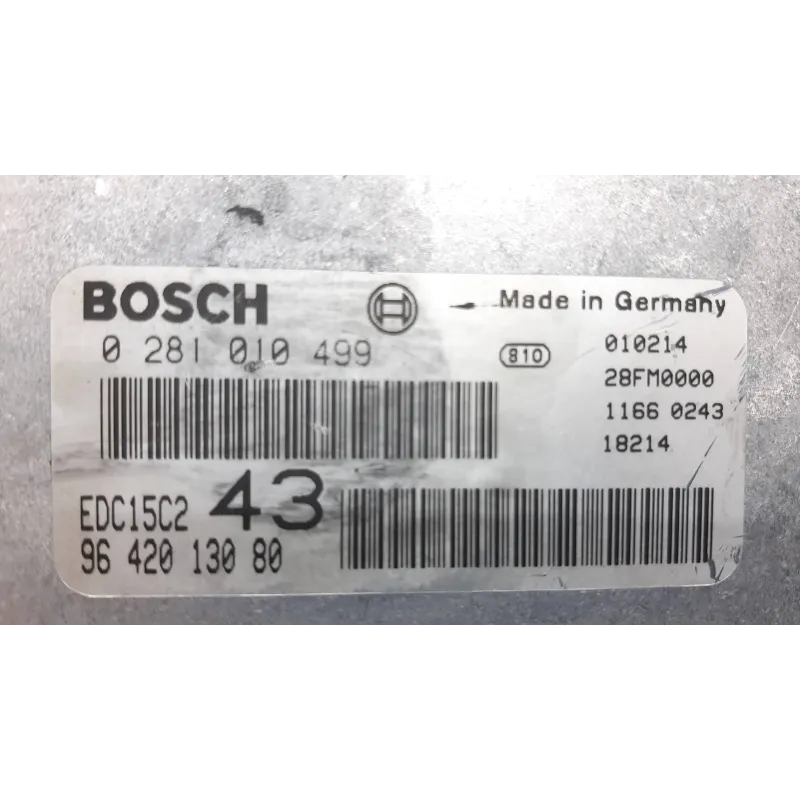 BOSCH
Made in Germany
0 281 010 499
810
010214
28FM0000
1166 0243
18214
EDC15C2 43
96 420 130 80